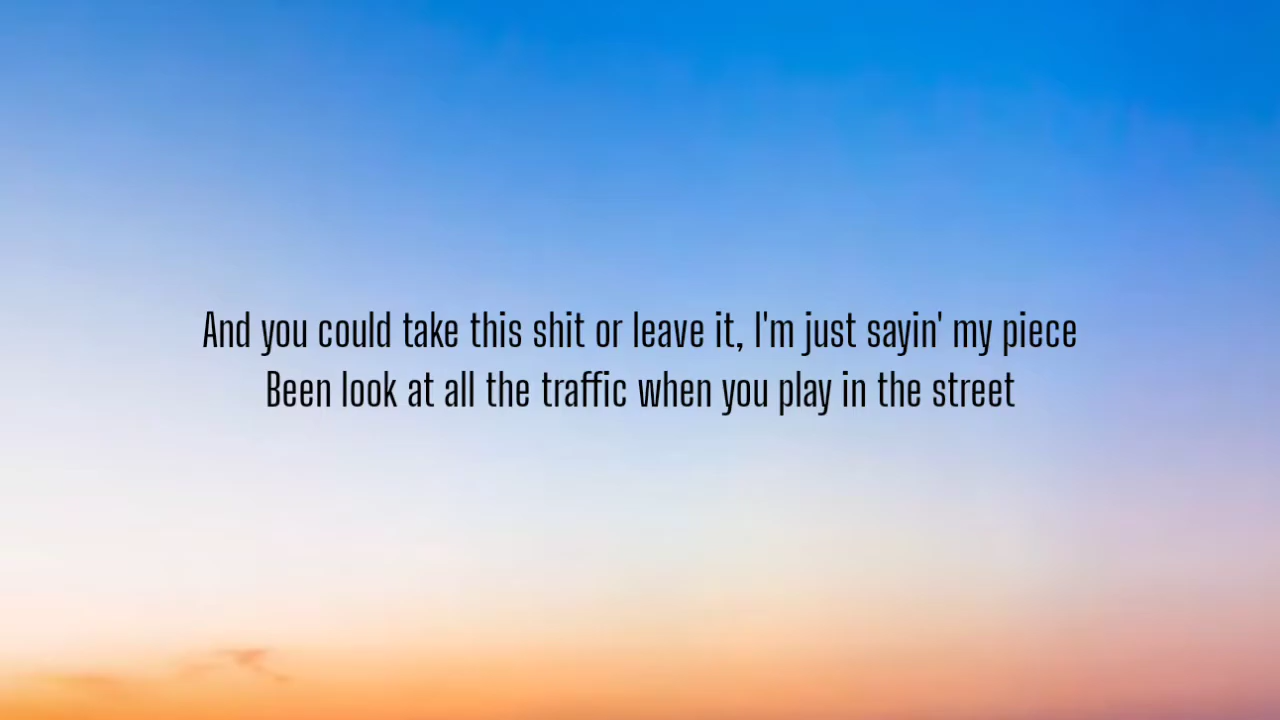 And you could take this shit or leave it, I'm just sayin' my piece
Been look at all the traffic when you play in the street